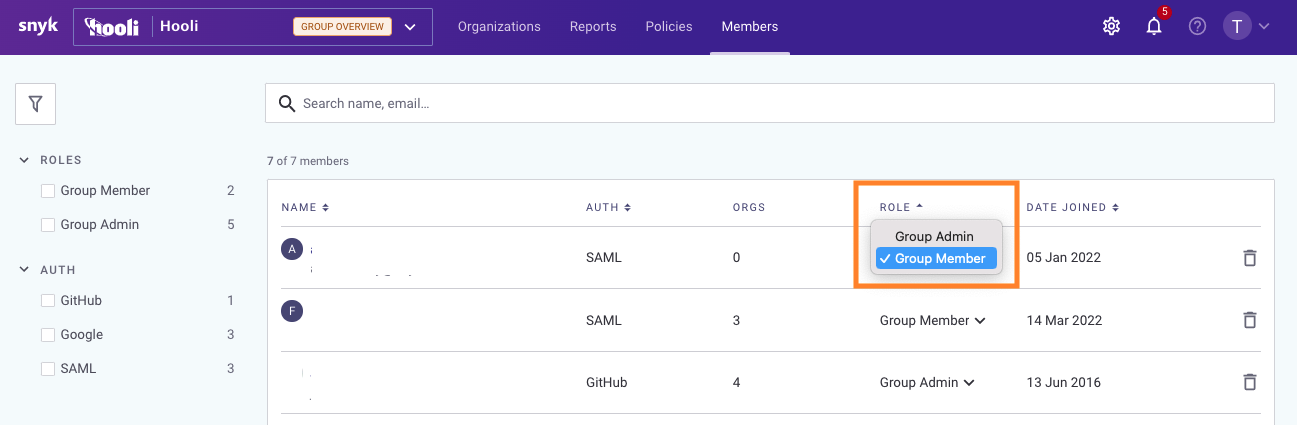 snyk hooli Hooli GROUP OVERVIEW Organizations Reports Policies Members 5 T
Search name, email...
7 of 7 members
ROLES
Group Member 2
Group Admin 5
AUTH
GitHub 1
Google 3
SAML 3
NAME AUTH ORGS ROLE DATE JOINED
Group Admin
A SAML 0 Group Member 05 Jan 2022
F SAML 3 Group Member 14 Mar 2022
GitHub 4 Group Admin 13 Jun 2016